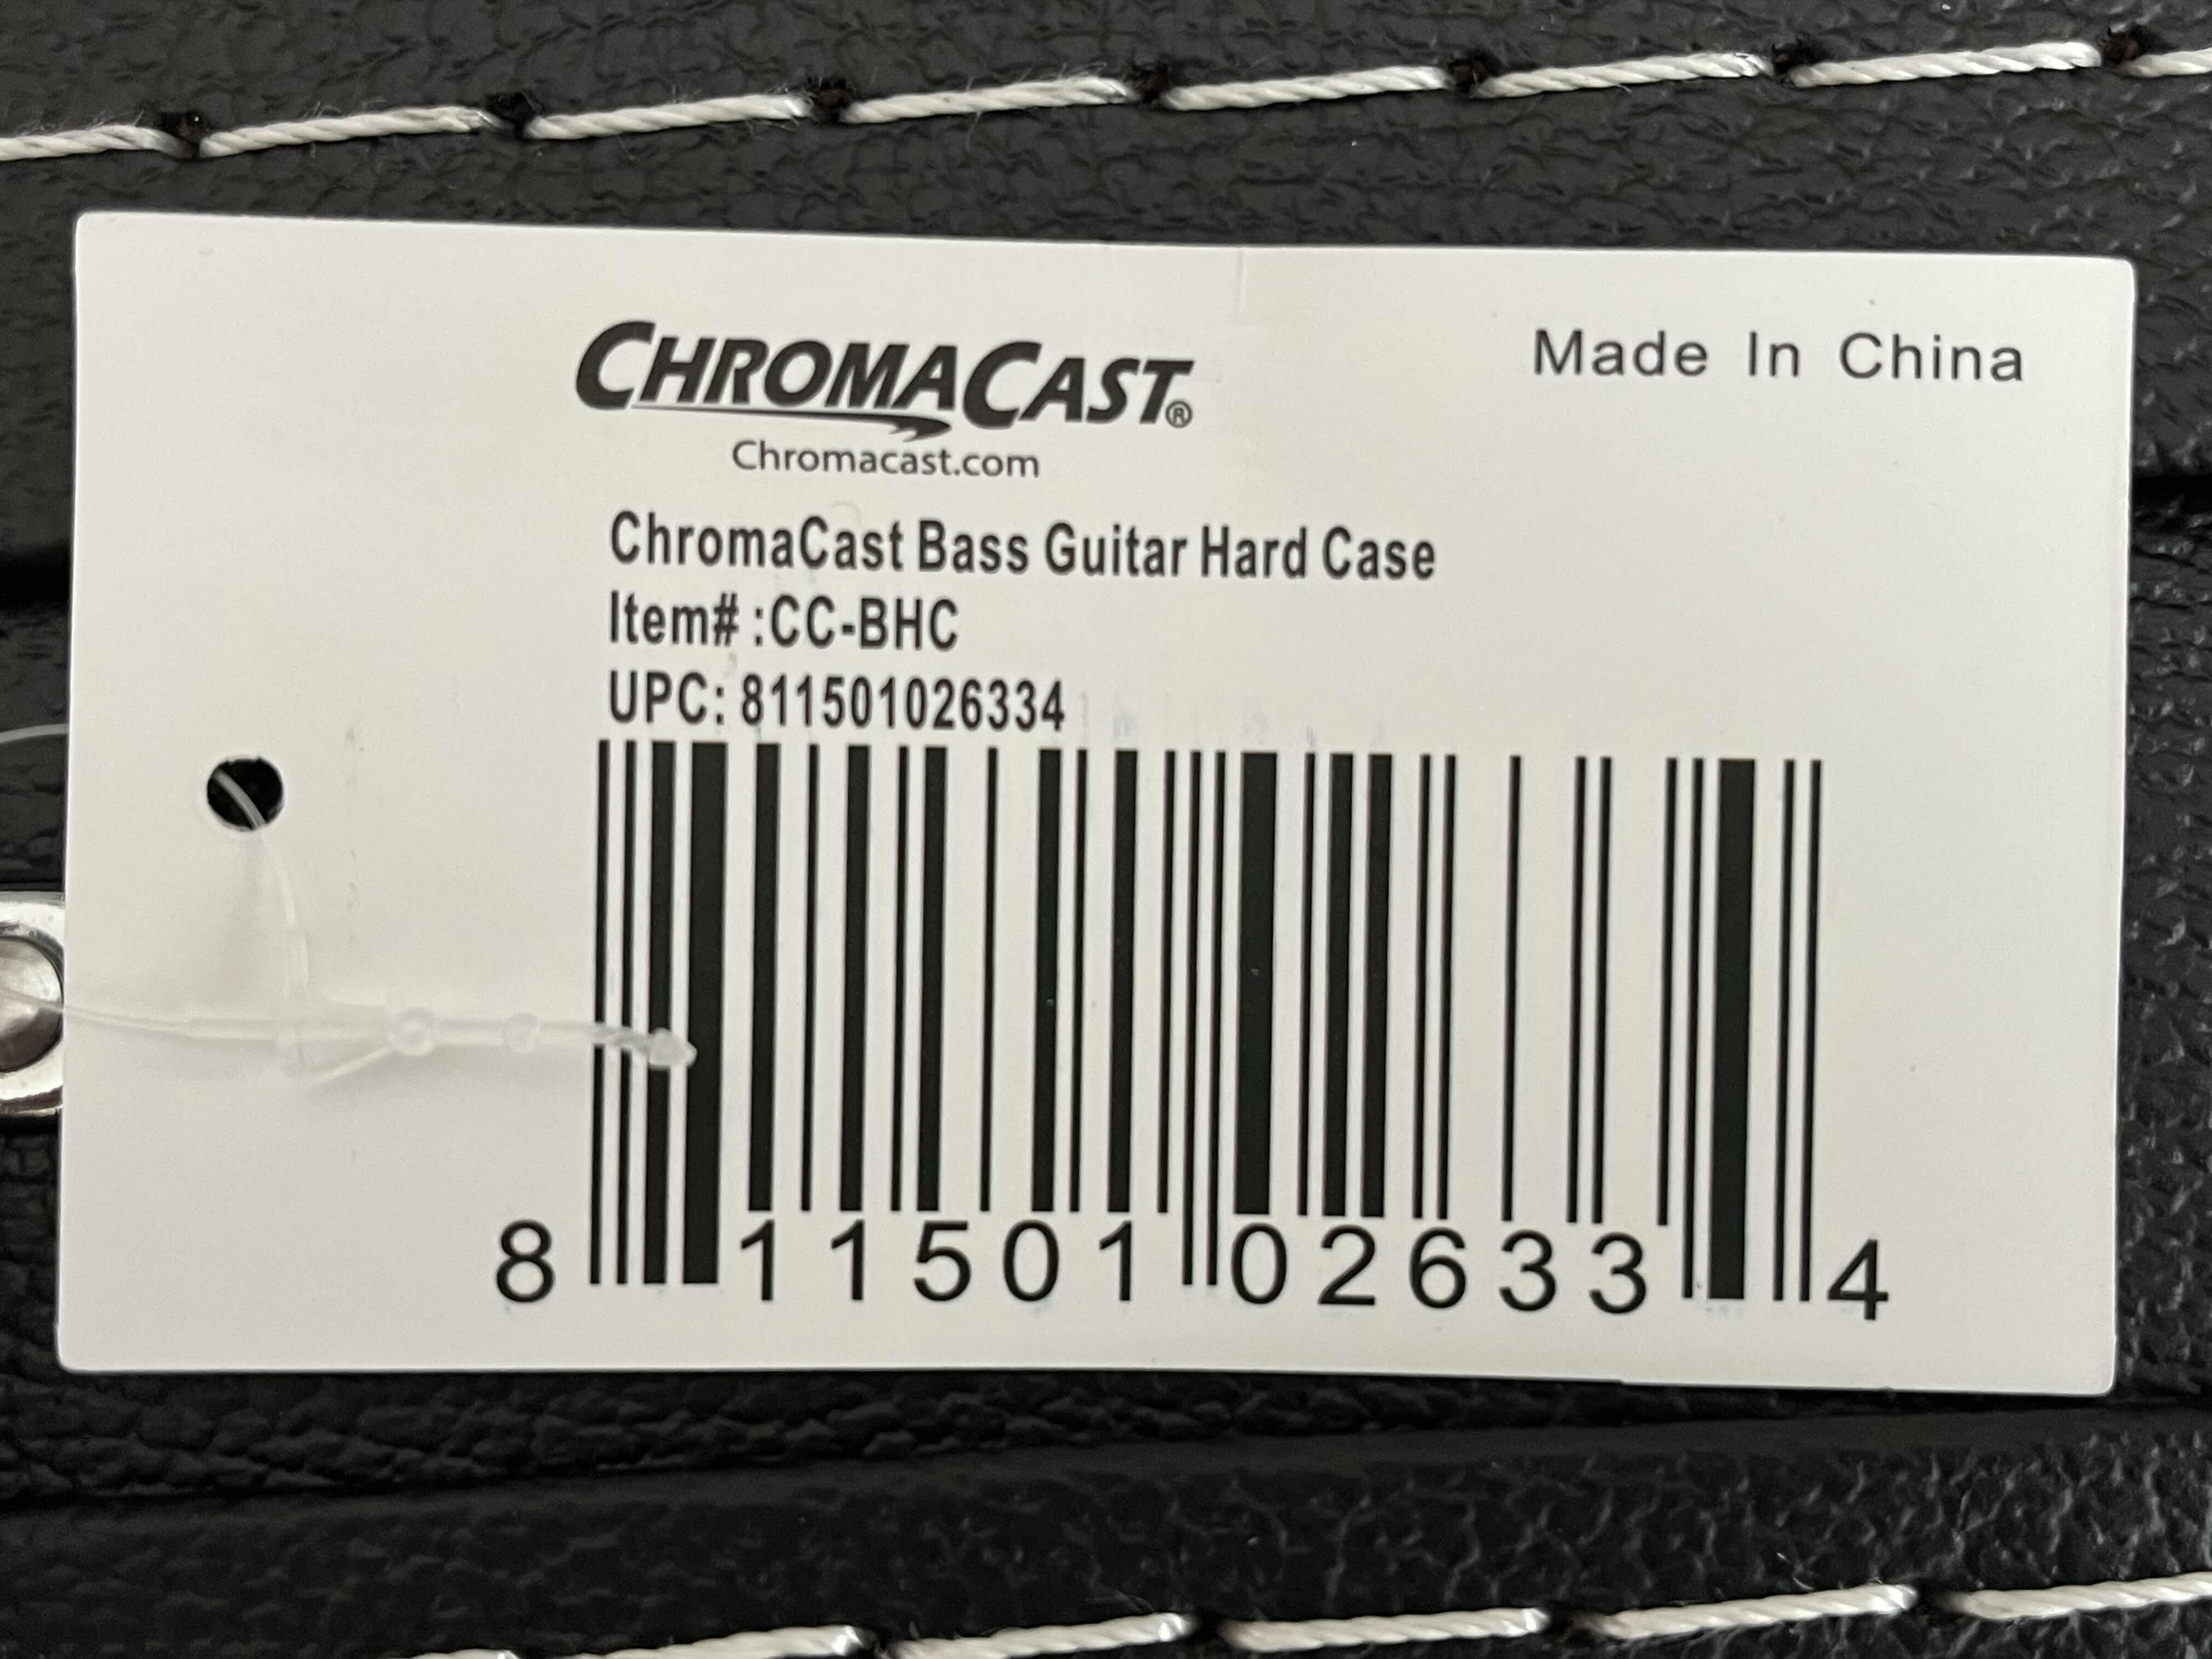 CHROMACAST®
Made In China
Chromacast.com
ChromaCast Bass Guitar Hard Case
Item# :CC-BHC
UPC: 811501026334
8 11501 02633 4